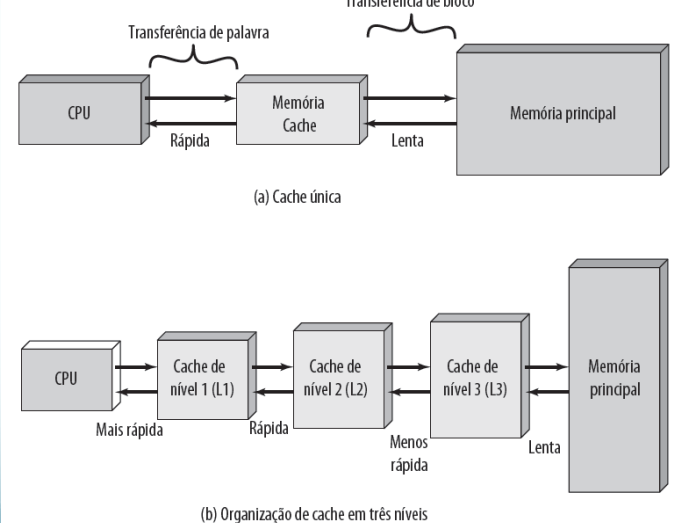 Transferência de bloco
Transferência de palavra
CPU
Memória
Cache
Memória principal
Rápida
Lenta
(a) Cache única
CPU
Cache de
nível 1 (L1)
Cache de
nível 2 (L2)
Cache de
nível 3 (L3)
Memória
principal
Mais rápida
Rápida
Menos
rápida
Lenta
(b) Organização de cache em três níveis